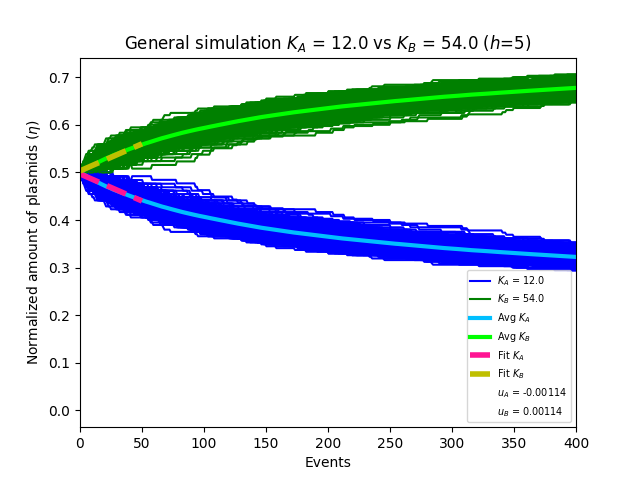 General simulation K_A = 12.0 vs K_B = 54.0 (h=5)
Normalized amount of plasmids (η)
0.7
0.6
0.5
0.4
0.3
0.2
0.1
0.0
K_A = 12.0
K_B = 54.0
Avg K_A
Avg K_B
Fit K_A
Fit K_B
u_A = -0.00114
u_B = 0.00114
0 50 100 150 200 250 300 350 400
Events